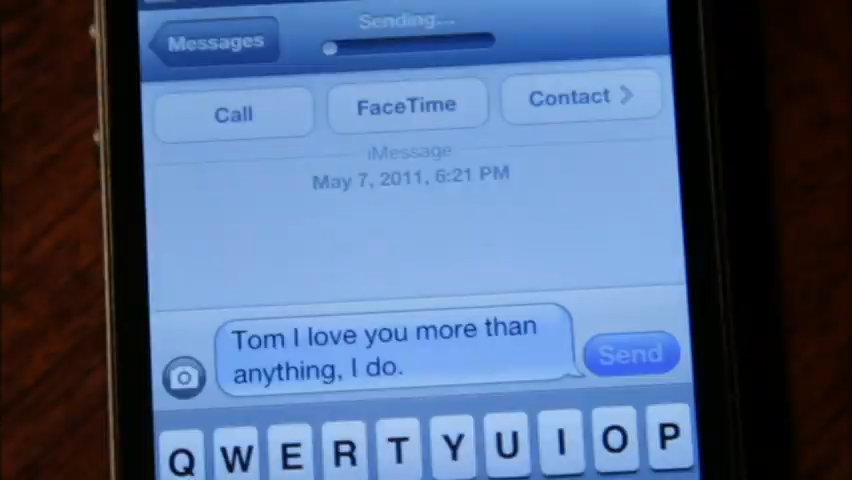 Sending...
Messages
Call
FaceTime
Contact
iMessage
May 7, 2011, 6:21 PM
Tom I love you more than
anything, I do.
Send
Q W E R T Y U I O P